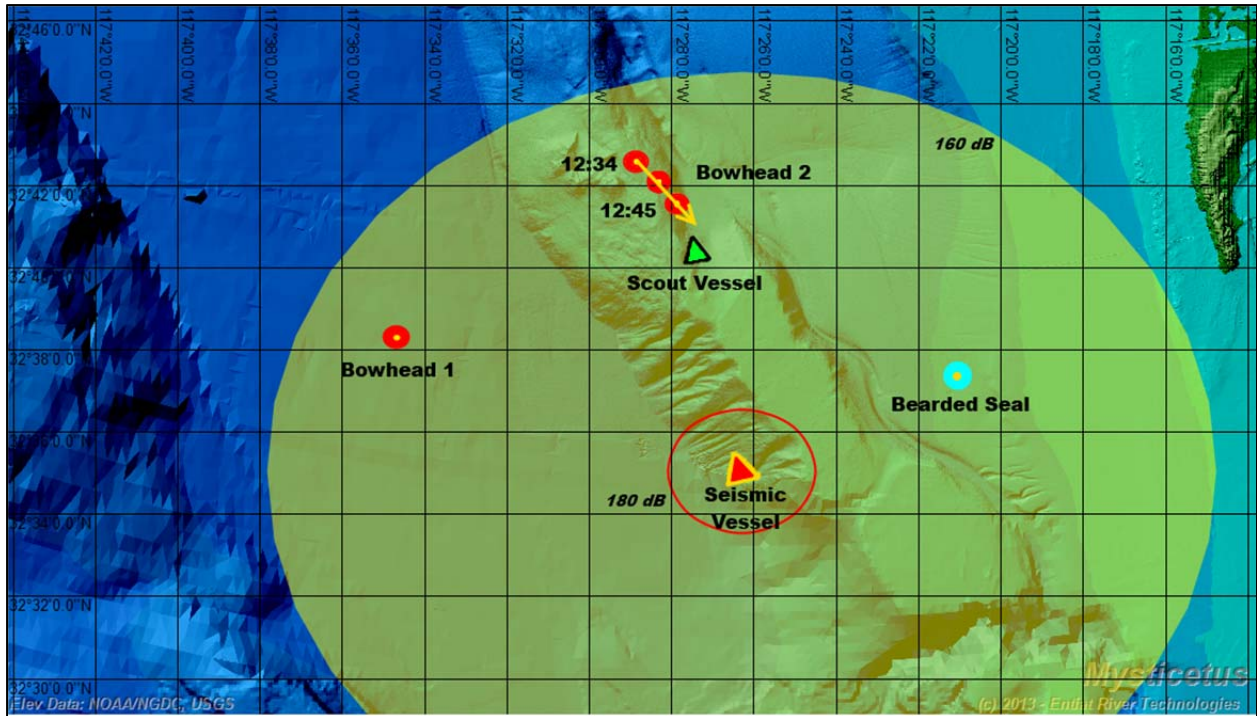 32°46'0.0"N
117°42'0.0"W
117°40'0.0"W
117°38'0.0"W
117°36'0.0"W
117°34'0.0"W
117°32'0.0"W
117°28'0.0"W
117°26'0.0"W
117°24'0.0"W
117°22'0.0"W
117°20'0.0"W
117°18'0.0"W
117°16'0.0"W
160 dB
12:34
Bowhead 2
32°42'0.0"N
12:45
Scout Vessel
32°38'0.0"N
Bowhead 1
Bearded Seal
Seismic
Vessel
180 dB
32°34'0.0"N
32°32'0.0"N
32°30'0.0"N
Mysticetus
Elev Data: NOAA/NGDC, USGS
(c) 2013 - Entiat River Technologies